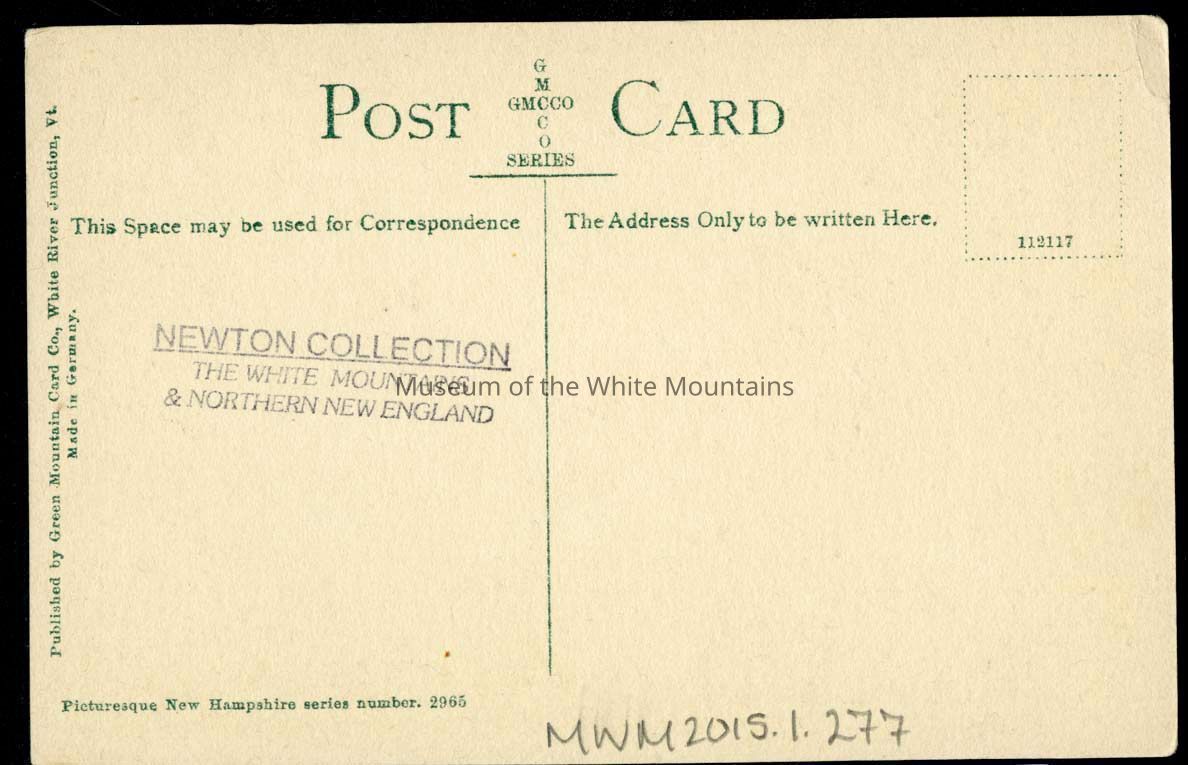 POST CARD
G
M
GMCCO
C
O
SERIES
This Space may be used for Correspondence
The Address Only to be written Here.
112117
Published by Green Mountain Card Co., White River Junction, Vt.
Made in Germany.
NEWTON COLLECTION
THE WHITE MOUNTAINS
& NORTHERN NEW ENGLAND
Museum of the White Mountains
Picturesque New Hampshire series number. 2965
MWM2015.1.277